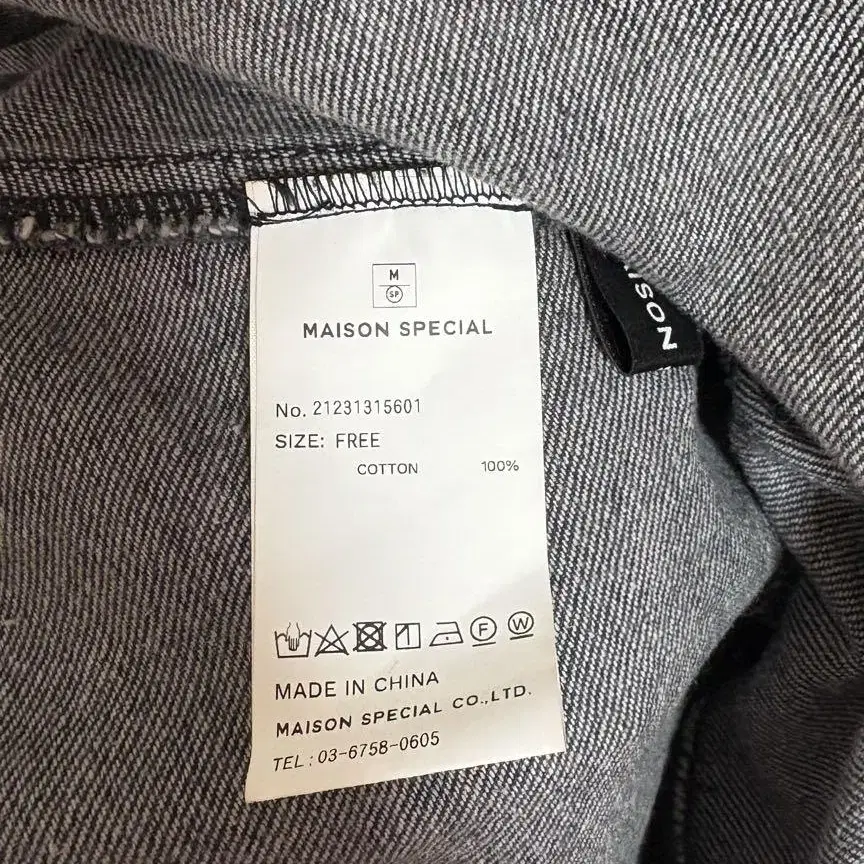 M
SP
MAISON SPECIAL
No. 21231315601
SIZE: FREE
COTTON 100%
F W
MADE IN CHINA
MAISON SPECIAL CO.,LTD.
TEL : 03-6758-0605